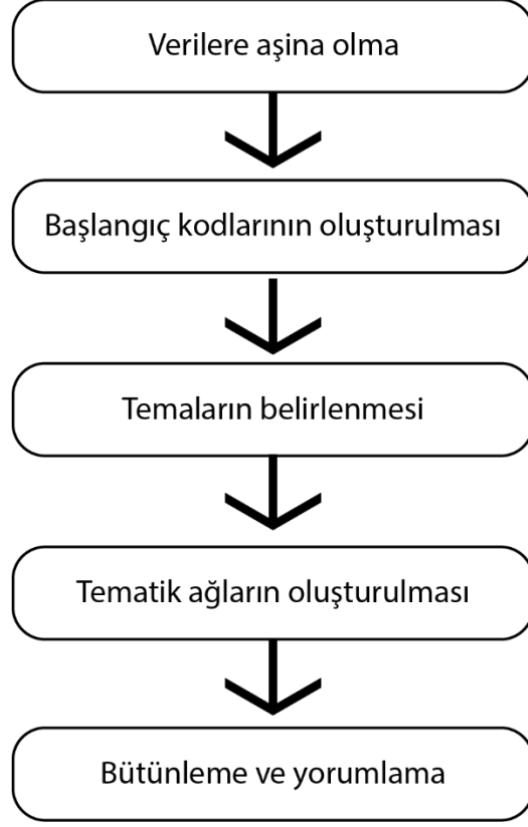 Verilere aşina olma
Başlangıç kodlarının oluşturulması
Temaların belirlenmesi
Tematik ağların oluşturulması
Bütünleme ve yorumlama